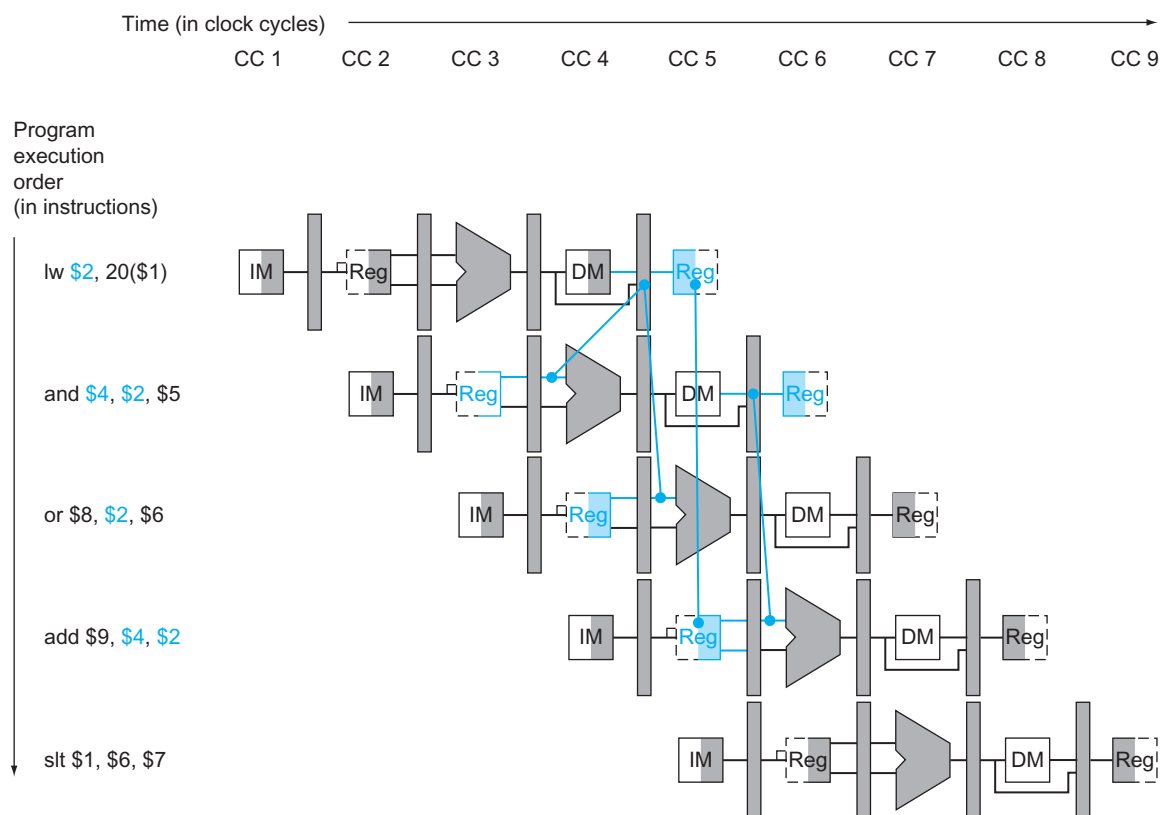 Time (in clock cycles)
CC 1 CC 2 CC 3 CC 4 CC 5 CC 6 CC 7 CC 8 CC 9
Program
execution
order
(in instructions)
lw $2, 20($1) IM Reg DM Reg
and $4, $2, $5 IM Reg DM Reg
or $8, $2, $6 IM Reg DM Reg
add $9, $4, $2 IM Reg DM Reg
slt $1, $6, $7 IM Reg DM Reg